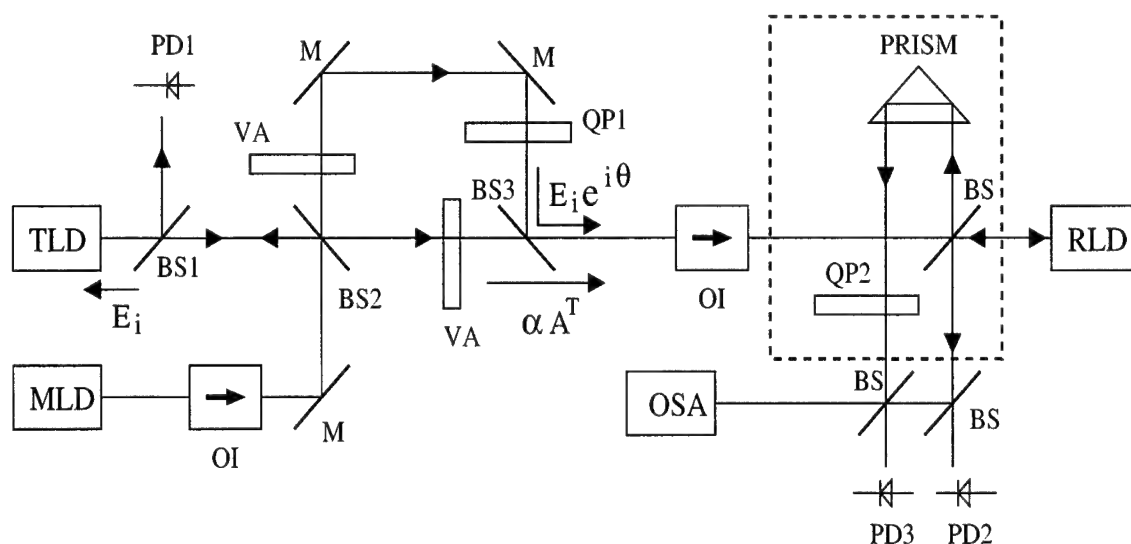 PD1
M
M
PRISM
VA
QP1
BS3
E_i e^{iθ}
BS
TLD
BS1
BS2
OI
RLD
E_i
αA^T
VA
QP2
MLD
OI
M
OSA
BS
BS
PD3
PD2